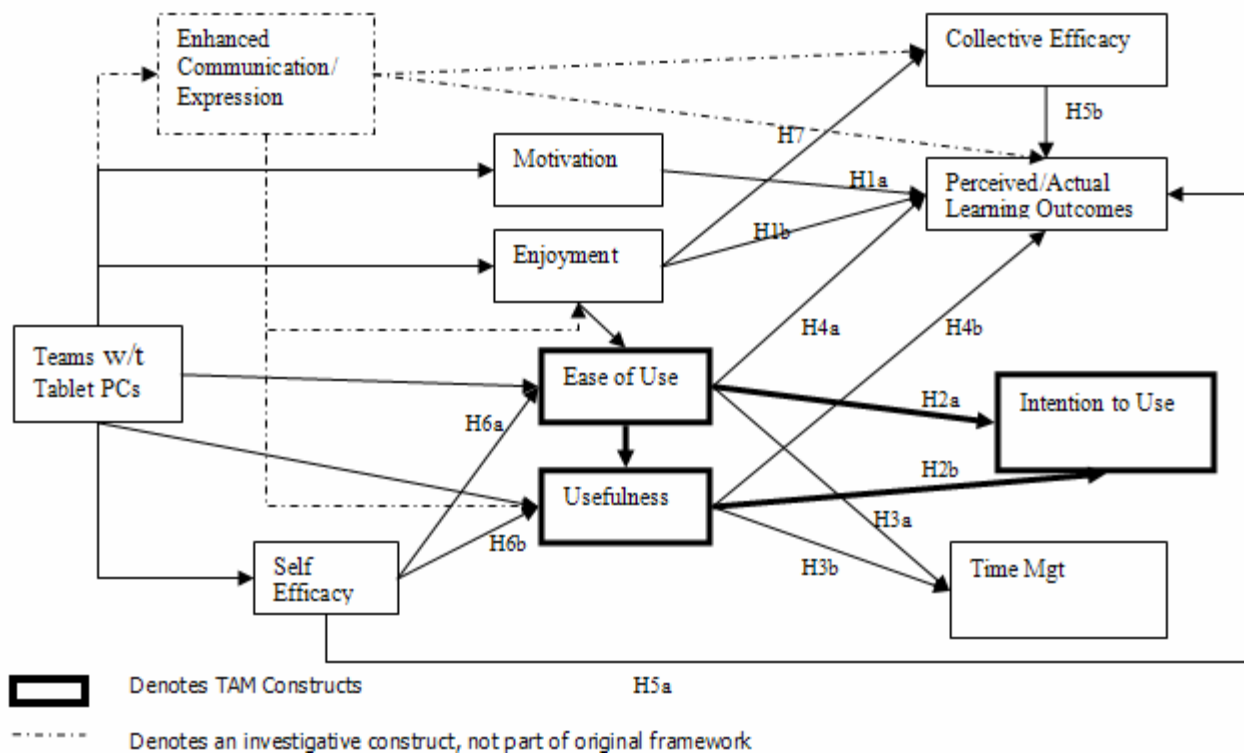 Enhanced
Communication/
Expression
Collective Efficacy
H5b
H7
Motivation
H1a
Perceived/Actual
Learning Outcomes
H1b
Enjoyment
H4a
H4b
Teams w/t
Tablet PCs
Ease of Use
H2a
Intention to Use
H6a
H2b
Usefulness
H3a
H6b
H3b
Self
Efficacy
Time Mgt
Denotes TAM Constructs
H5a
Denotes an investigative construct, not part of original framework